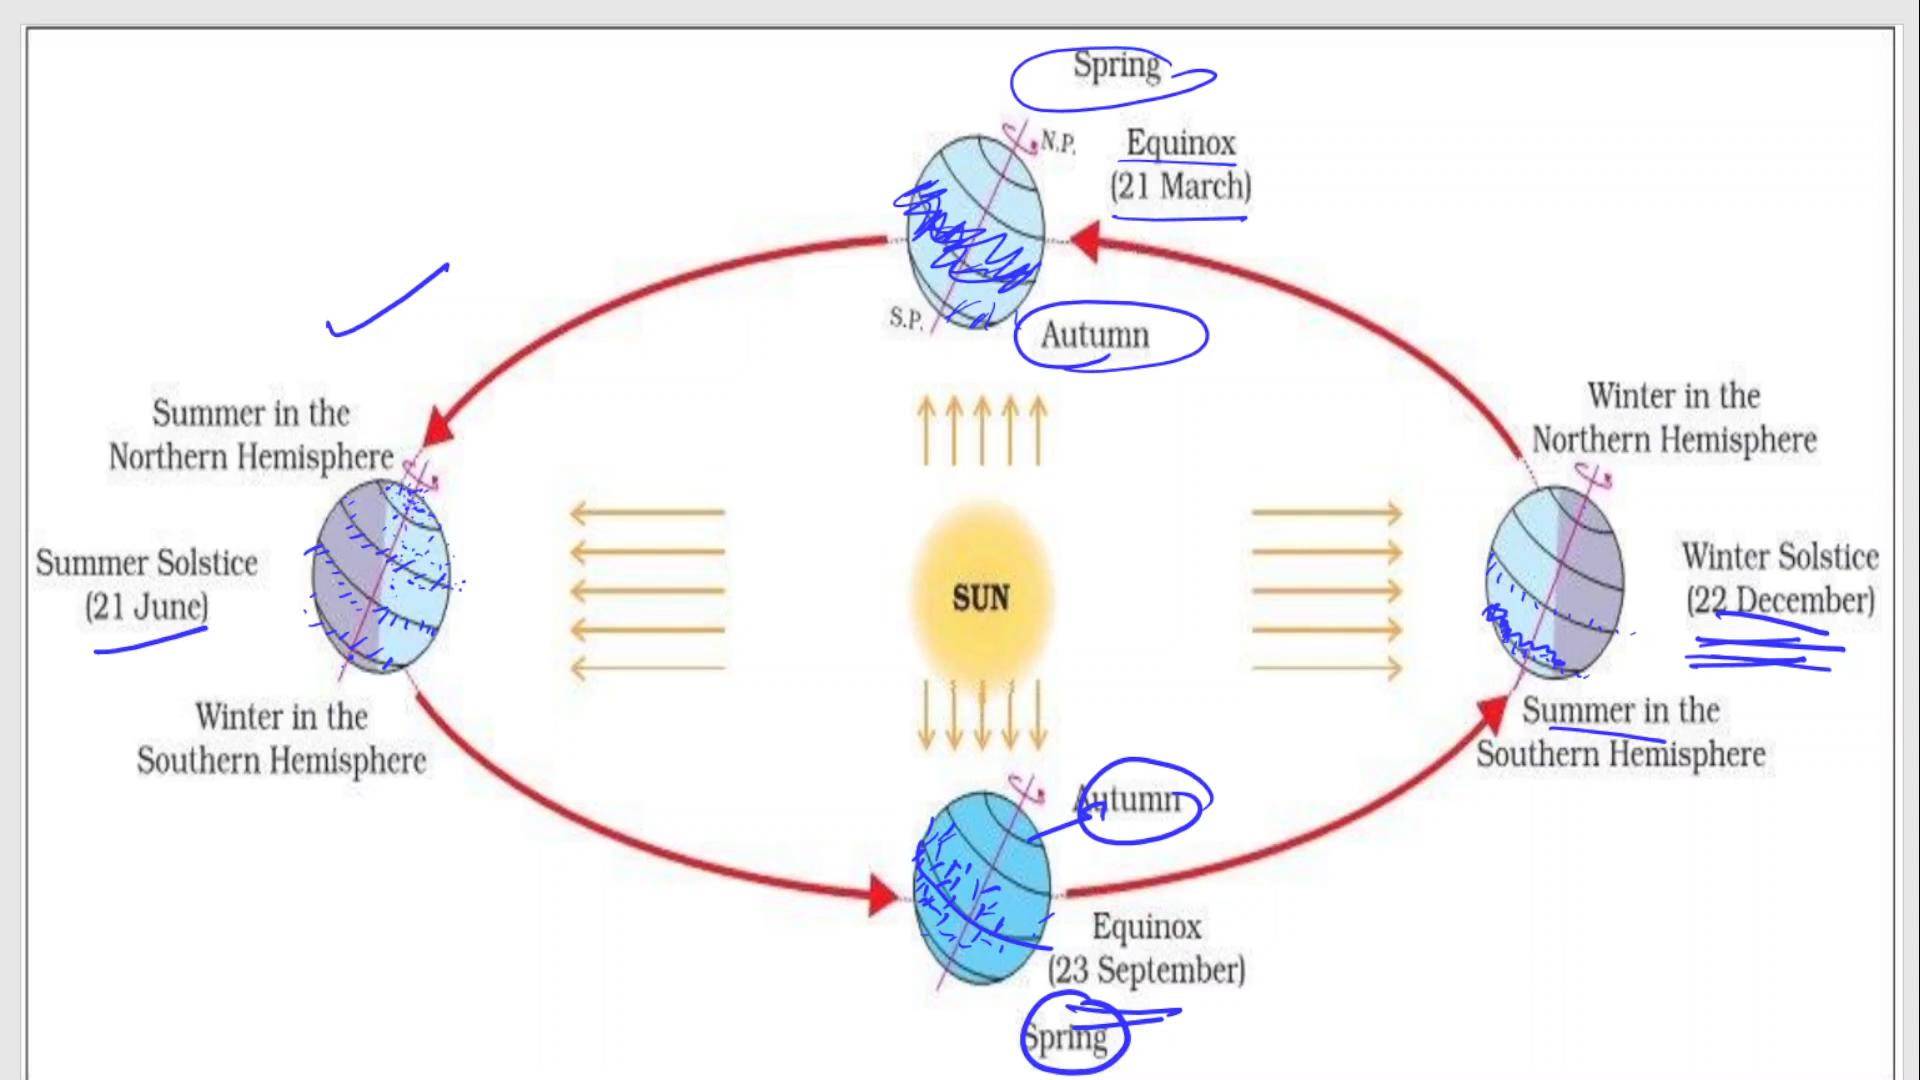 Spring
N.P.
Equinox
(21 March)
S.P.
Autumn
Summer in the
Northern Hemisphere
Winter in the
Northern Hemisphere
Summer Solstice
(21 June)
SUN
Winter Solstice
(22 December)
Winter in the
Southern Hemisphere
Summer in the
Southern Hemisphere
Autumn
Equinox
(23 September)
Spring